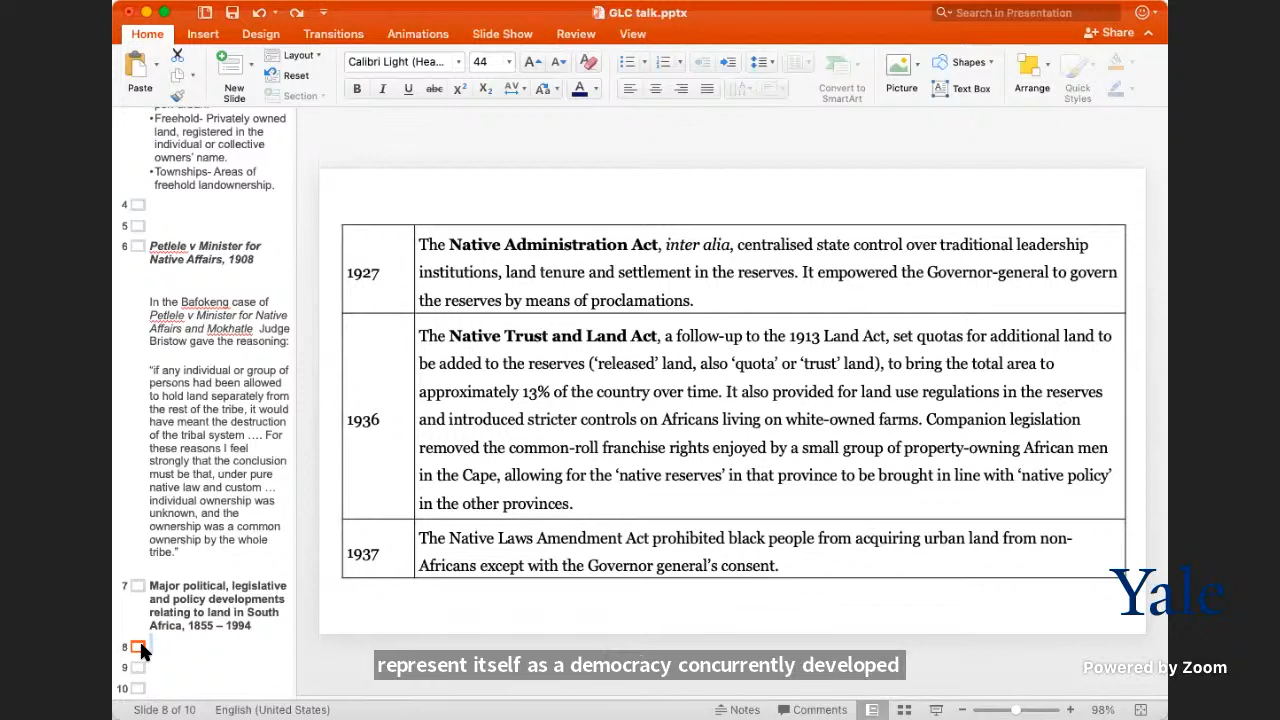 GLC talk.pptx
Search in Presentation
Home Insert Design Transitions Animations Slide Show Review View
Share
Paste
New Slide
Layout
Reset
Section
Calibri Light (Hea...
44
Convert to SmartArt
Picture
Shapes
Text Box
Arrange
Quick Styles
•Freehold- Privately owned
land, registered in the
individual or collective
owners' name.
•Townships- Areas of
freehold landownership.
4
5
6 Petlele v Minister for
Native Affairs, 1908
In the Bafokeng case of
Petlele v Minister for Native
Affairs and Mokhatle Judge
Bristow gave the reasoning:
“if any individual or group of
persons had been allowed
to hold land separately from
the rest of the tribe, it would
have meant the destruction
of the tribal system …. For
these reasons I feel
strongly that the conclusion
must be that, under pure
native law and custom …
individual ownership was
unknown, and the
ownership was a common
ownership by the whole
tribe.”
7 Major political, legislative
and policy developments
relating to land in South
Africa, 1855 – 1994
8
9
10
1927
The Native Administration Act, inter alia, centralised state control over traditional leadership
institutions, land tenure and settlement in the reserves. It empowered the Governor-general to govern
the reserves by means of proclamations.
1936
The Native Trust and Land Act, a follow-up to the 1913 Land Act, set quotas for additional land to
be added to the reserves (‘released’ land, also ‘quota’ or ‘trust’ land), to bring the total area to
approximately 13% of the country over time. It also provided for land use regulations in the reserves
and introduced stricter controls on Africans living on white-owned farms. Companion legislation
removed the common-roll franchise rights enjoyed by a small group of property-owning African men
in the Cape, allowing for the ‘native reserves’ in that province to be brought in line with ‘native policy’
in the other provinces.
1937
The Native Laws Amendment Act prohibited black people from acquiring urban land from non-
Africans except with the Governor general’s consent.
Yale
represent itself as a democracy concurrently developed
Powered by Zoom
Slide 8 of 10 English (United States)
Notes Comments
98%